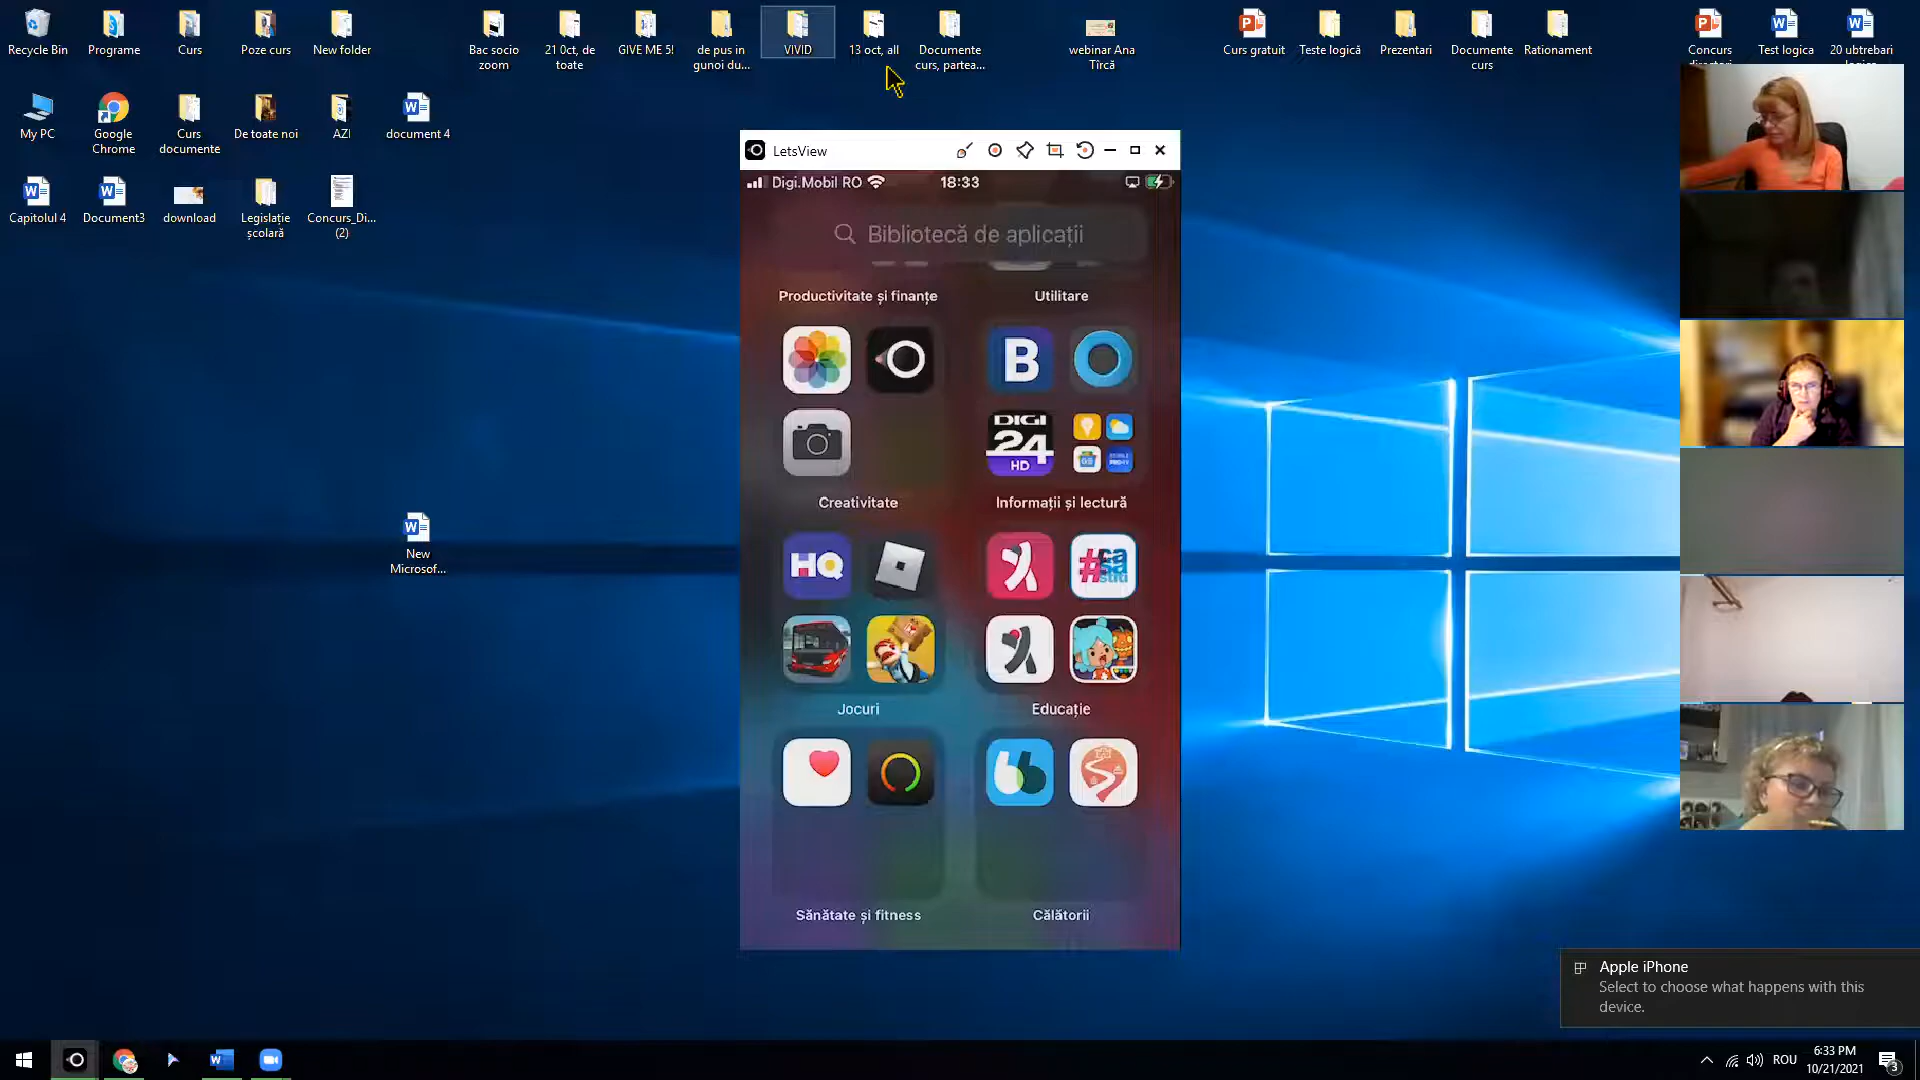 Recycle Bin
Programe
Curs
Poze curs
New folder
Bac socio
zoom
21 Oct, de
toate
GIVE ME 5!
de pus in
gunoi du...
VIVID
13 oct, all
Documente
curs, partea...
webinar Ana
Tîrcă
Curs gratuit
Teste logică
Prezentari
Documente
curs
Rationament
Concurs
Test logica
20 ubtrebari
My PC
Google
Chrome
Curs
documente
De toate noi
AZI
document 4
Capitolul 4
Document3
download
Legislație
școlară
Concurs_Di...
(2)
New
Microsof...
LetsView
Digi.Mobil RO
18:33
Bibliotecă de aplicații
Productivitate și finanțe
Utilitare
B
DIGI
24
HD
Creativitate
Informații și lectură
HQ
Jocuri
Educație
Sănătate și fitness
Călătorii
Apple iPhone
Select to choose what happens with this
device.
ROU
6:33 PM
10/21/2021
3